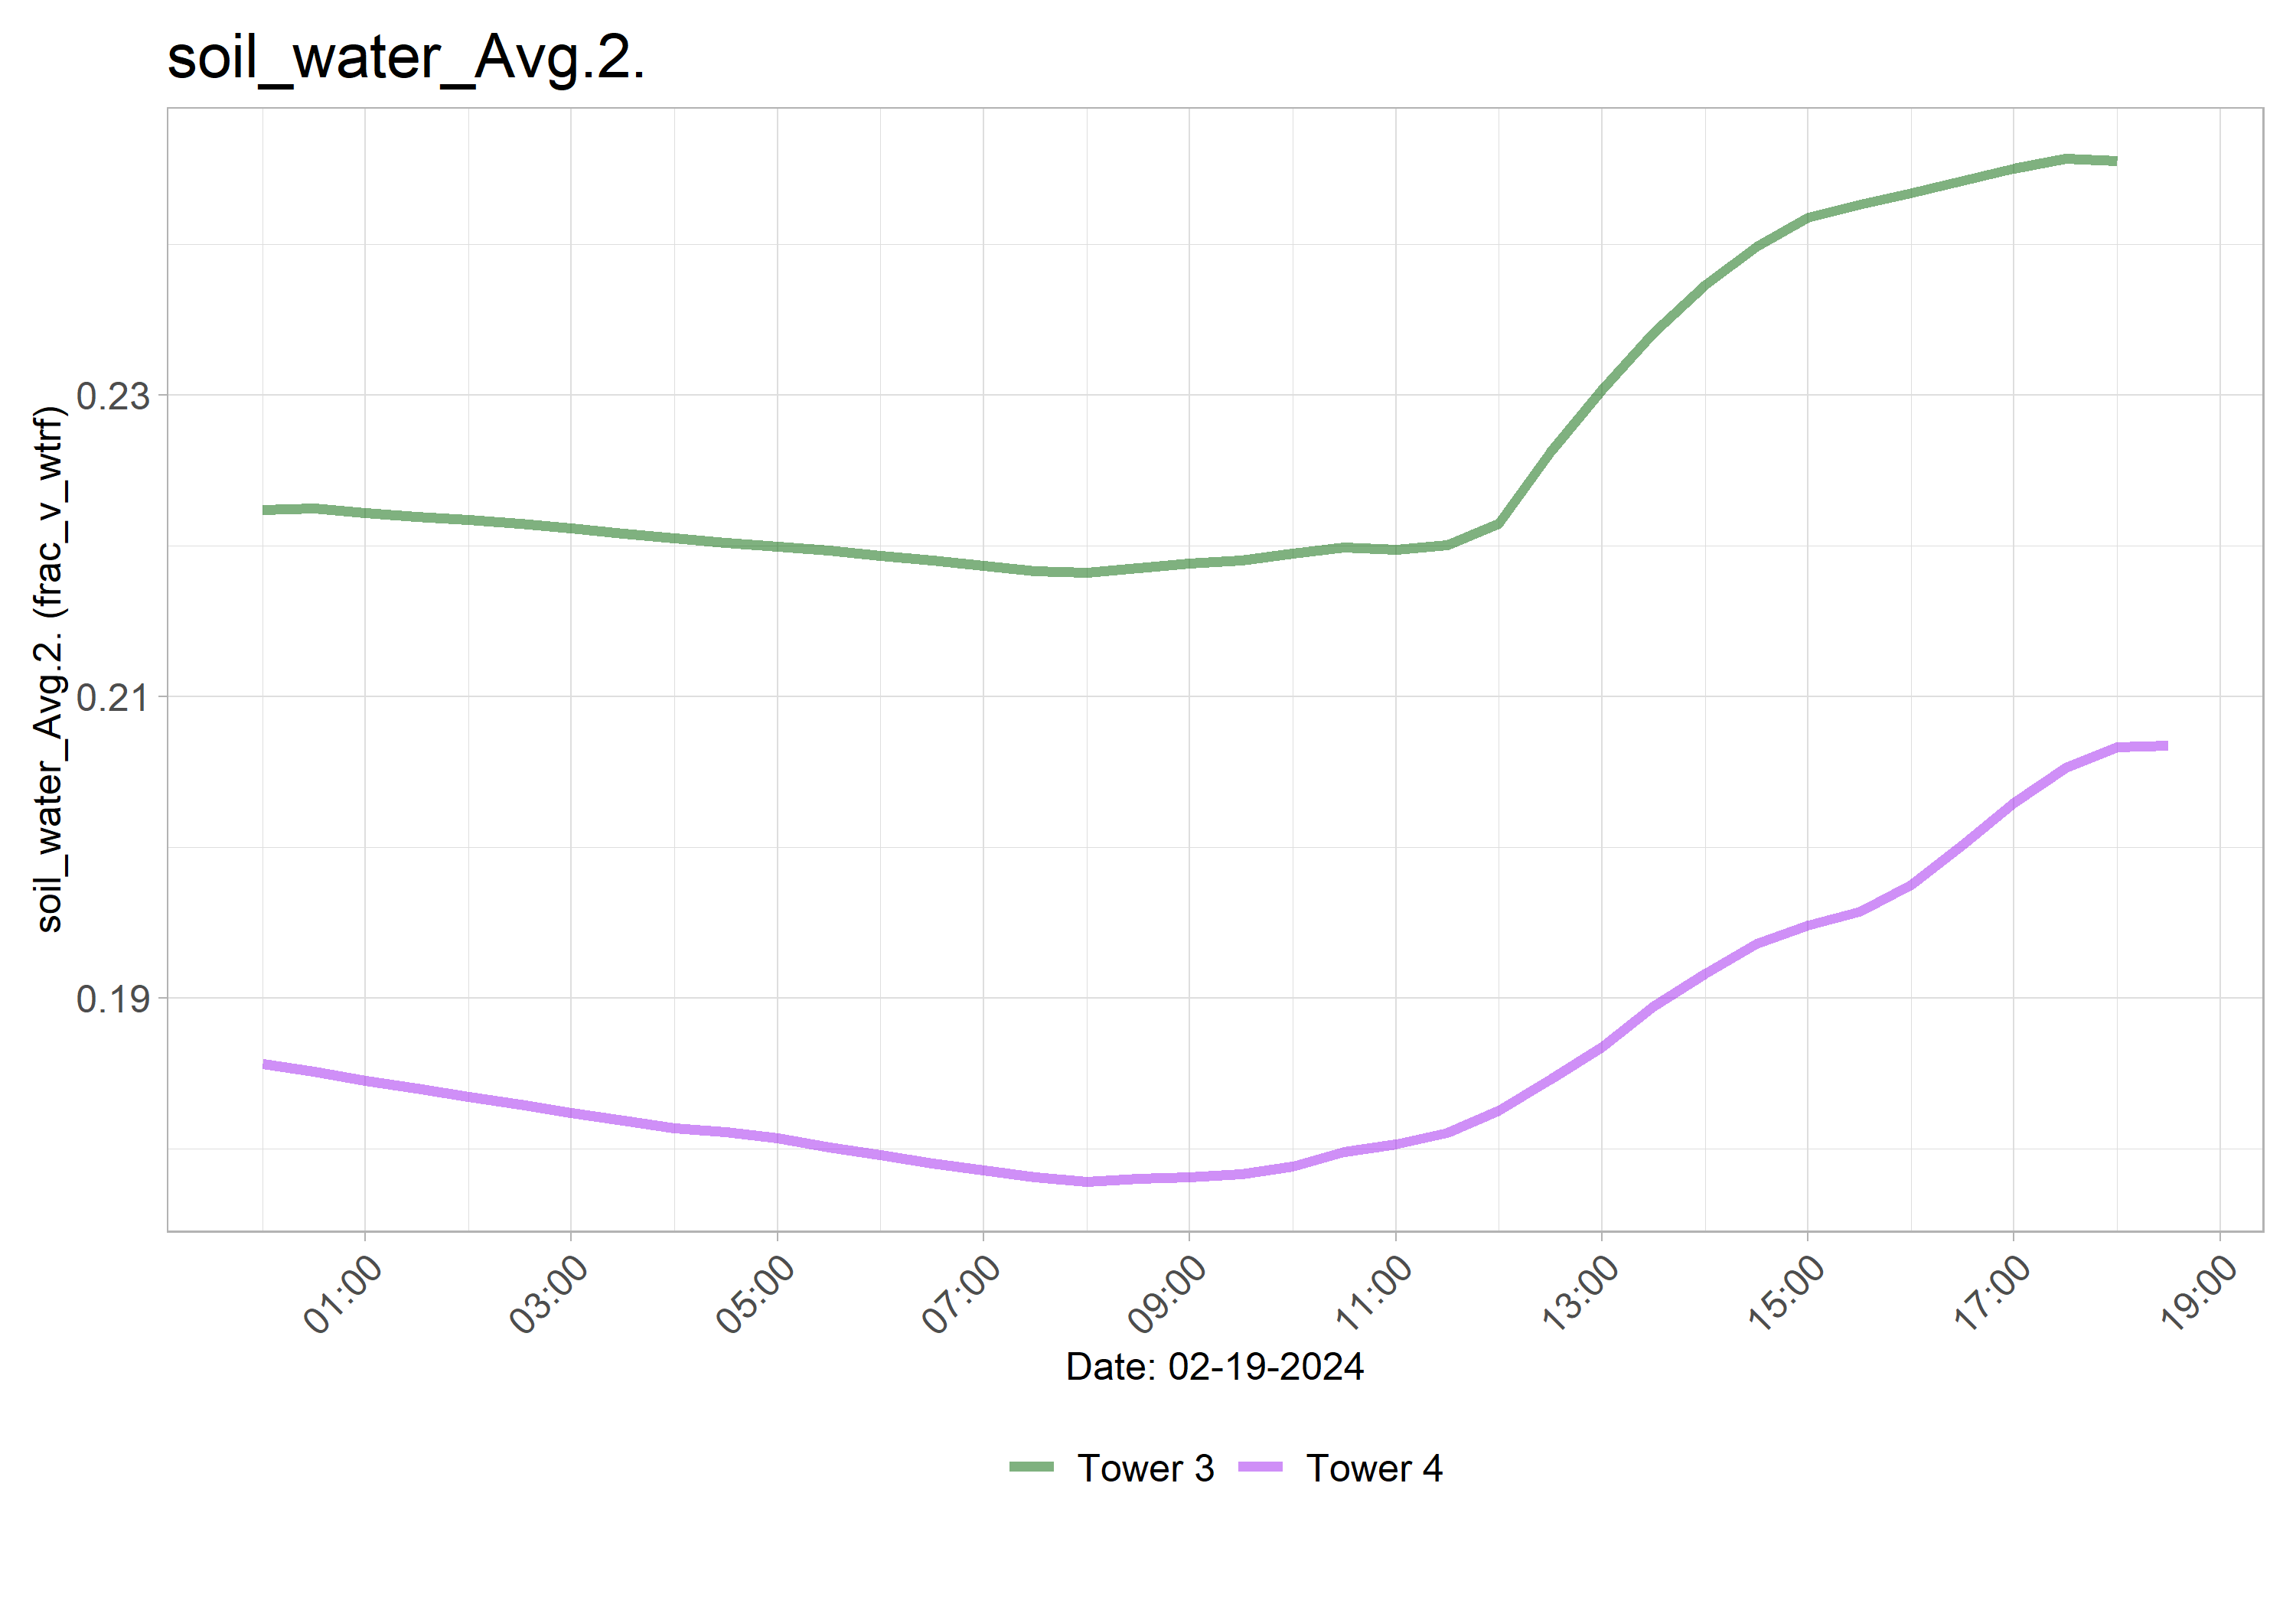 soil_water_Avg.2.
soil_water_Avg.2. (frac_v_wtrf)
0.23
0.21
0.19
01:00 03:00 05:00 07:00 09:00 11:00 13:00 15:00 17:00 19:00
Date: 02-19-2024
Tower 3 Tower 4